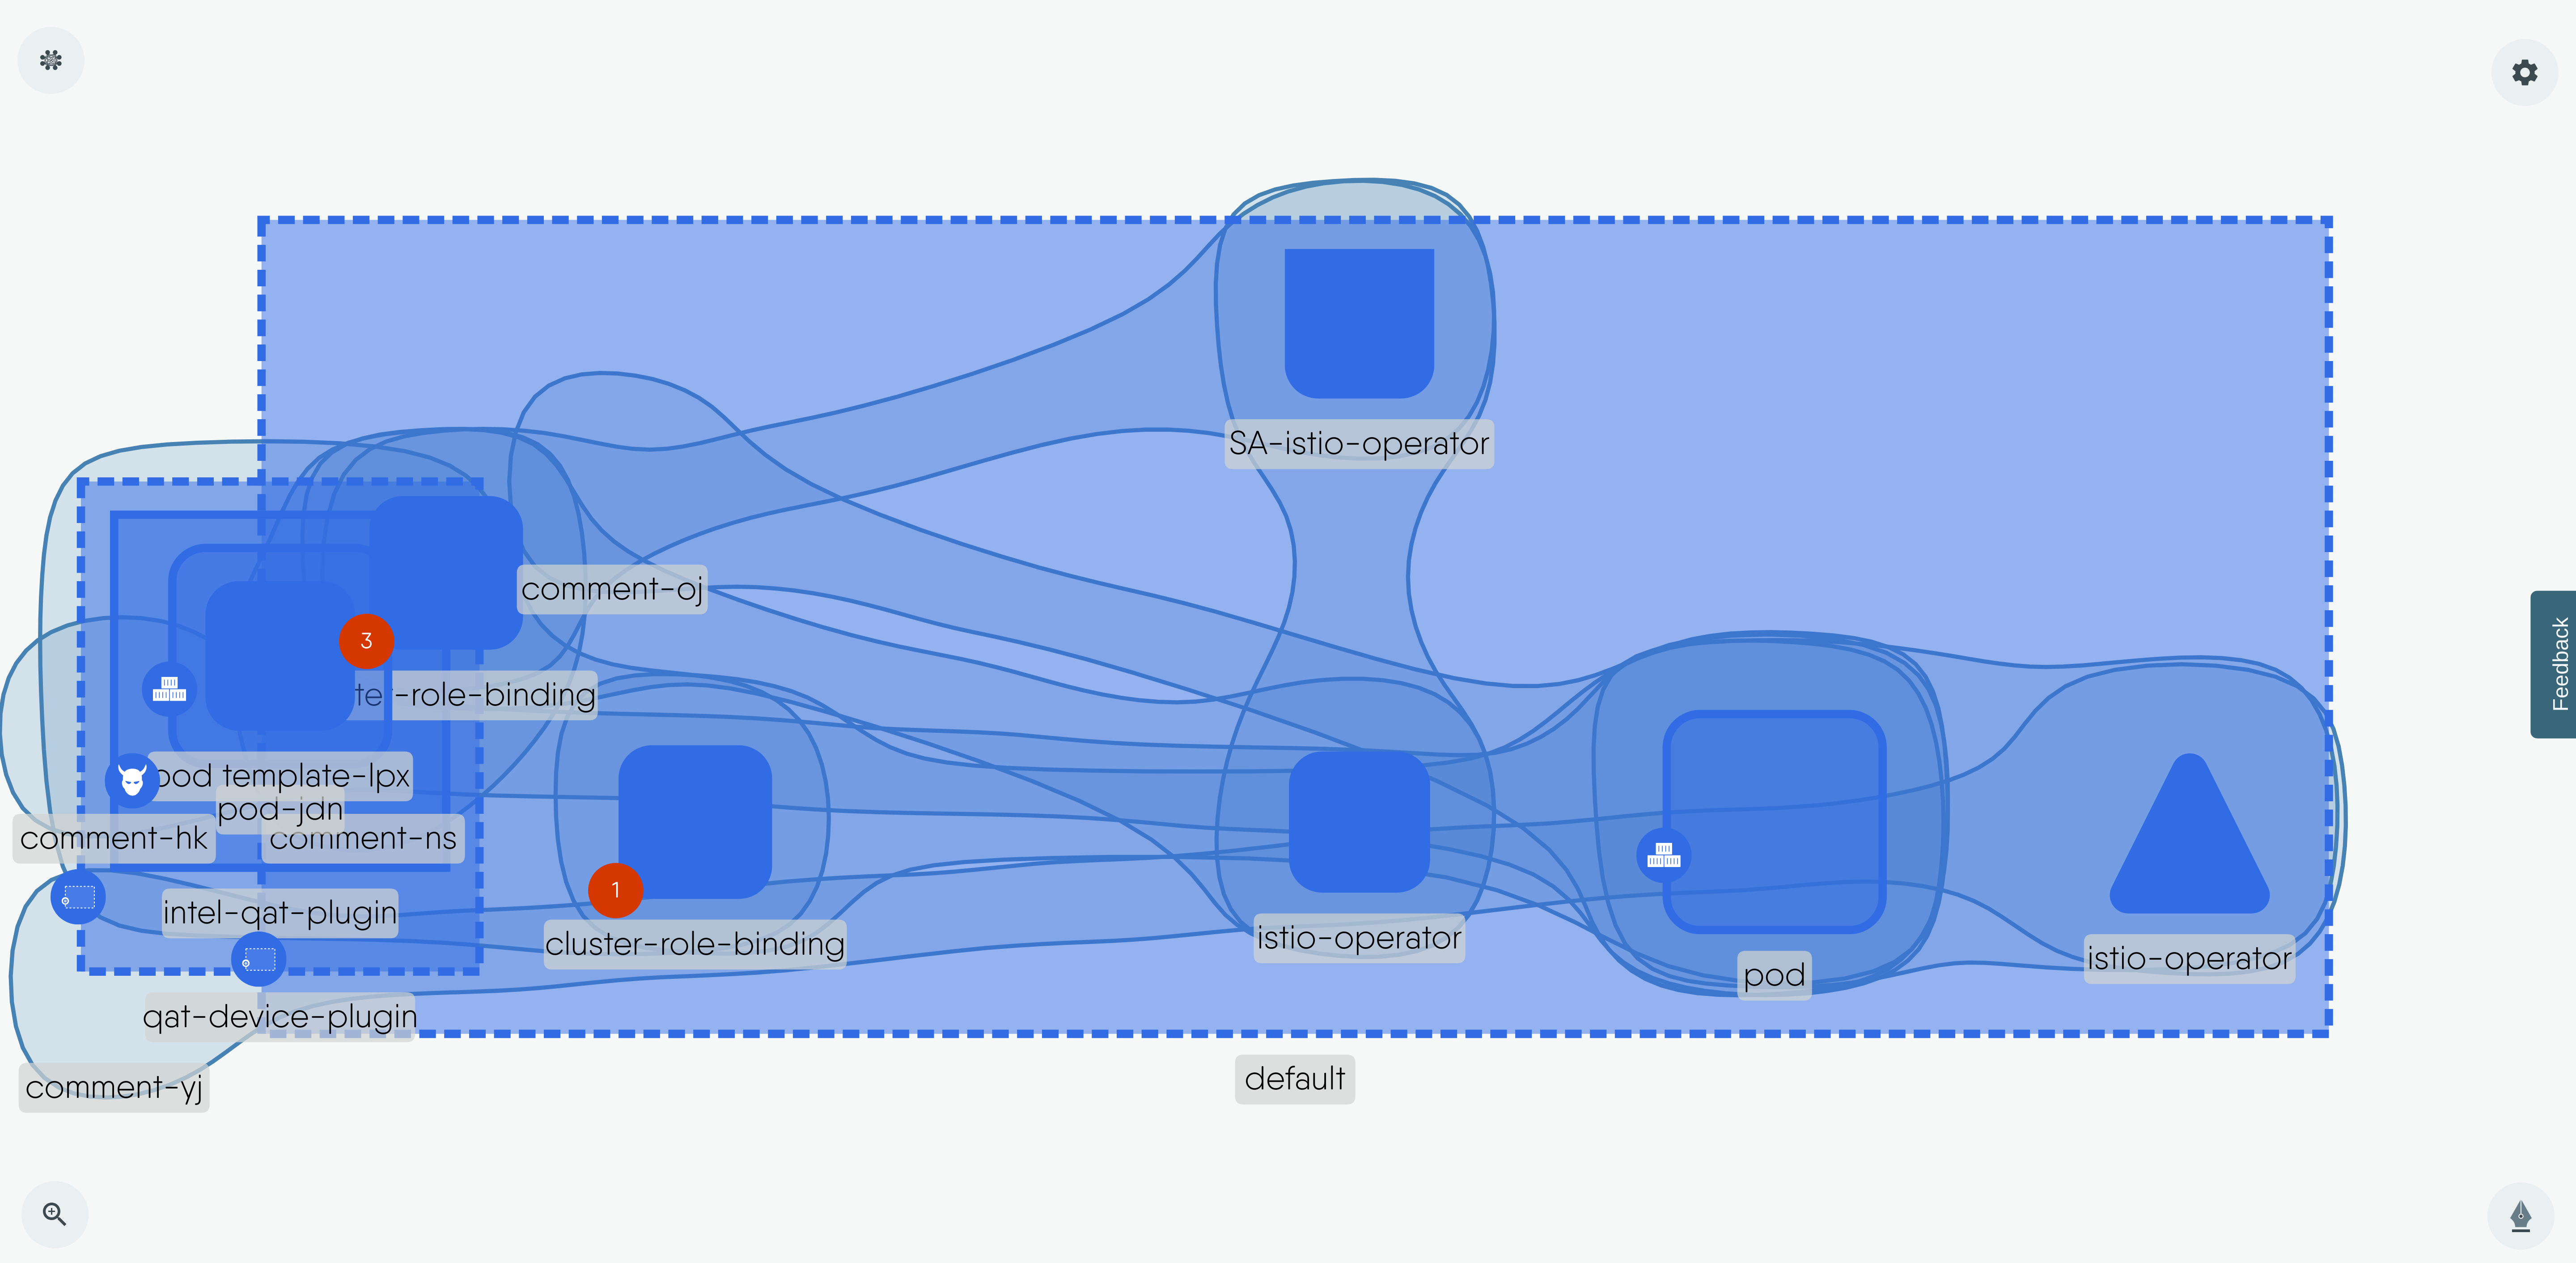 SA-istio-operator
comment-oj
3
-role-binding
pod template-lpx
pod-jdn
comment-hk
comment-ns
1
intel-qat-plugin
cluster-role-binding
istio-operator
istio-operator
pod
qat-device-plugin
comment-yj
default
Feedback